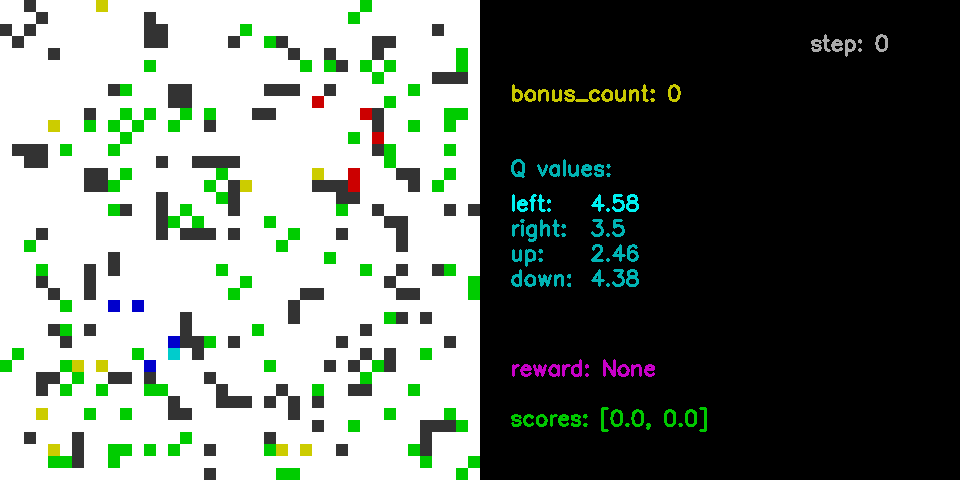 step: 0
bonus_count: 0
Q values:
left: 4.58
right: 3.5
up: 2.46
down: 4.38
reward: None
scores: [0.0, 0.0]